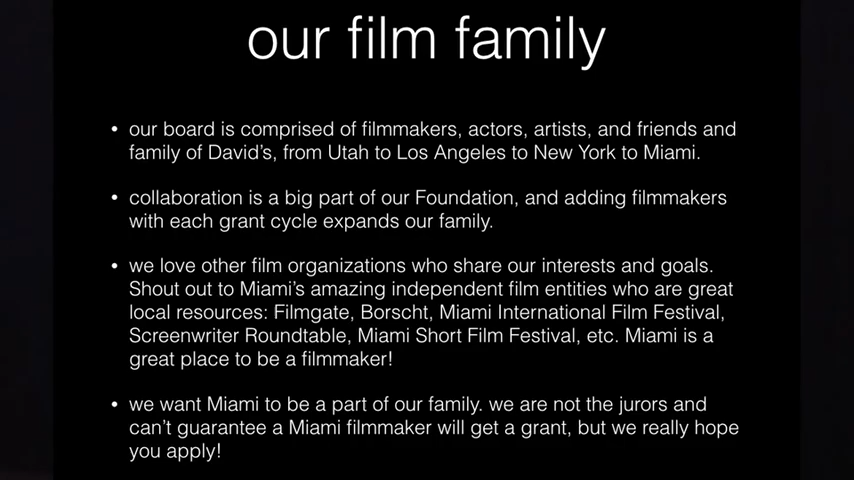 our film family
• our board is comprised of filmmakers, actors, artists, and friends and
family of David's, from Utah to Los Angeles to New York to Miami.
• collaboration is a big part of our Foundation, and adding filmmakers
with each grant cycle expands our family.
• we love other film organizations who share our interests and goals.
Shout out to Miami's amazing independent film entities who are great
local resources: Filmgate, Borscht, Miami International Film Festival,
Screenwriter Roundtable, Miami Short Film Festival, etc. Miami is a
great place to be a filmmaker!
• we want Miami to be a part of our family. we are not the jurors and
can't guarantee a Miami filmmaker will get a grant, but we really hope
you apply!